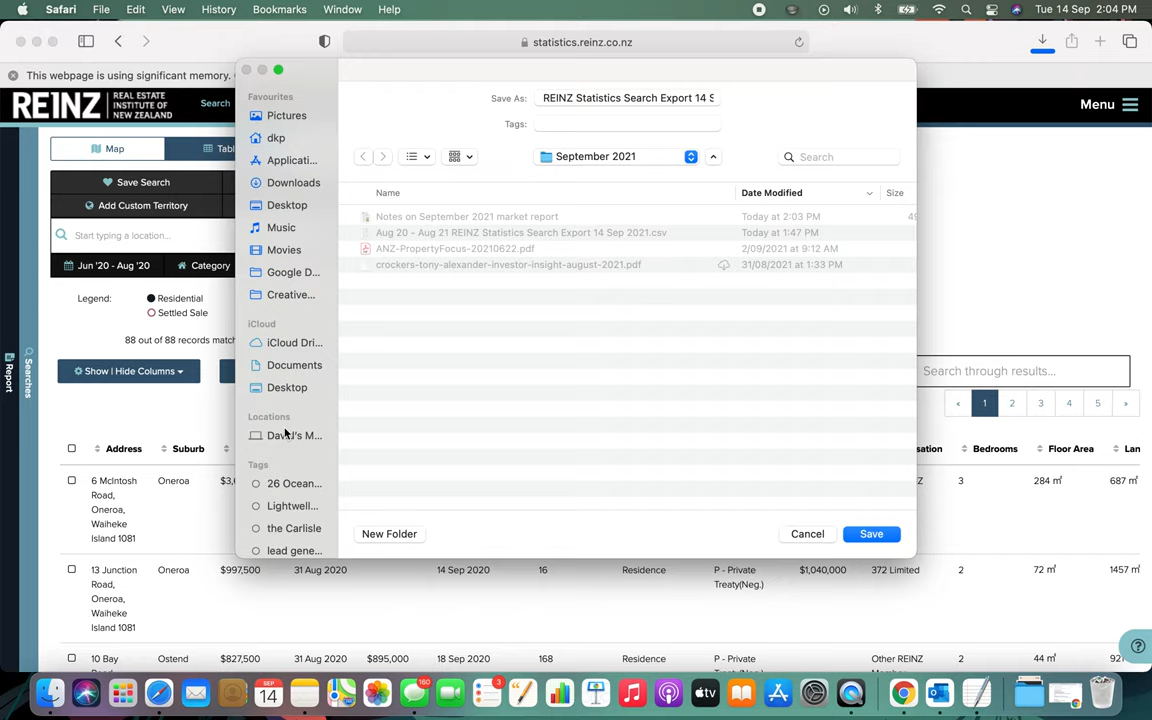 Safari File Edit View History Bookmarks Window Help Tue 14 Sep 2:04 PM
statistics.reinz.co.nz
This webpage is using significant memory.
REINZ REAL ESTATE INSTITUTE OF NEW ZEALAND Search Menu
Map
Save Search
Add Custom Territory
Start typing a location...
Jun '20 - Aug '20 Category
Legend: Residential
Settled Sale
88 out of 88 records match
Show | Hide Columns
Searches
Report
Favourites
Pictures
dkp
Applicati...
Downloads
Desktop
Music
Movies
Google D...
Creative...
iCloud
iCloud Dri...
Documents
Desktop
Locations
David's M...
Tags
26 Ocean...
Lightwell...
the Carlisle
lead gene...
Save As: REINZ Statistics Search Export 14 S
Tags:
September 2021 Search
Name Date Modified Size
Notes on September 2021 market report Today at 2:03 PM 49
Aug 20 - Aug 21 REINZ Statistics Search Export 14 Sep 2021.csv Today at 1:47 PM
ANZ-PropertyFocus-20210622.pdf 2/09/2021 at 9:12 AM
crockers-tony-alexander-investor-insight-august-2021.pdf 31/08/2021 at 1:33 PM
New Folder Cancel Save
Search through results...
« 1 2 3 4 5 »
Address Suburb Bedrooms Floor Area
6 McIntosh Road, Oneroa, Waiheke Island 1081 Oneroa 3 284 ㎡ 687 ㎡
13 Junction Road, Oneroa, Waiheke Island 1081 Oneroa $997,500 31 Aug 2020 14 Sep 2020 16 Residence P - Private Treaty(Neg.) $1,040,000 372 Limited 2 72 ㎡ 1457 ㎡
10 Bay Ostend $827,500 31 Aug 2020 $895,000 18 Sep 2020 168 Residence P - Private Other REINZ 2 44 ㎡
160
SEP 14
3
tv